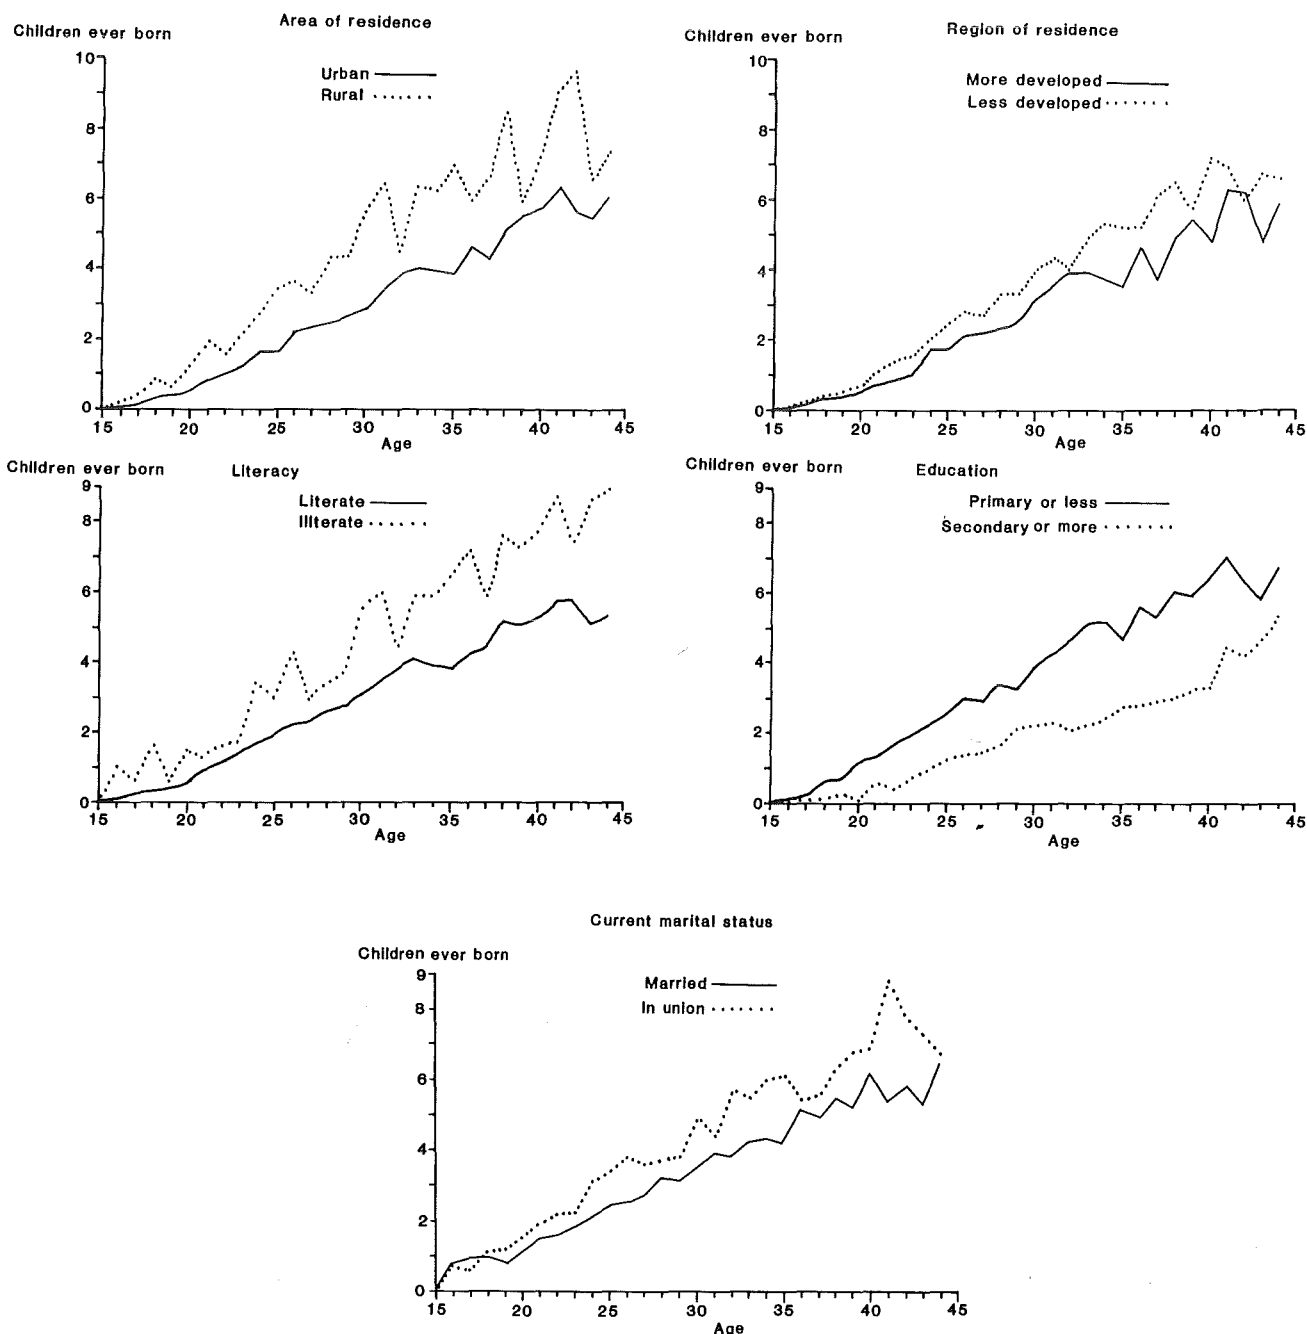 Area of residence
Children ever born
Urban
Rural
10
8
6
4
2
0
15 20 25 30 35 40 45
Age
Region of residence
Children ever born
More developed
Less developed
10
8
6
4
2
0
15 20 25 30 35 40 45
Age
Children ever born
Literacy
Literate
Illiterate
9
8
6
4
2
0
15 20 25 30 35 40 45
Age
Children ever born
Education
Primary or less
Secondary or more
9
8
6
4
2
0
15 20 25 30 35 40 45
Age
Current marital status
Children ever born
Married
In union
9
8
6
4
2
0
15 20 25 30 35 40 45
Age